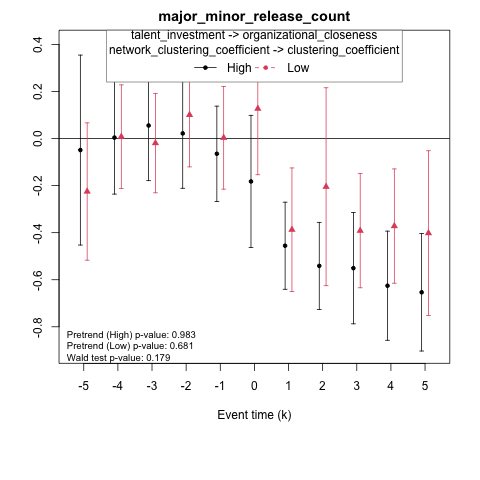 major_minor_release_count
talent_investment -> organizational_closeness
network_clustering_coefficient -> clustering_coefficient
High Low
0.4
0.2
0.0
-0.2
-0.4
-0.6
-0.8
Pretrend (High) p-value: 0.983
Pretrend (Low) p-value: 0.681
Wald test p-value: 0.179
-5 -4 -3 -2 -1 0 1 2 3 4 5
Event time (k)